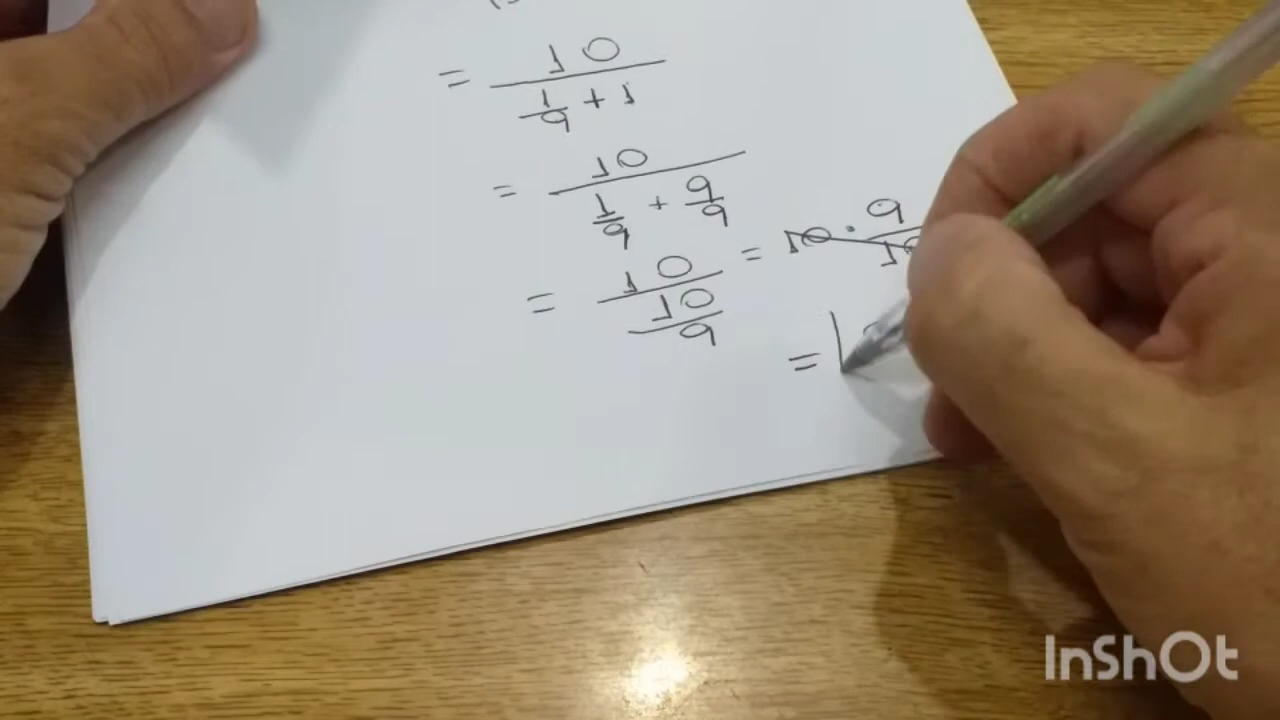 = 10 / (1/9 + 1)
= 10 / (1/9 + 9/9)
= 10 / (10/9) = 10 · 9/10
=
InShOt